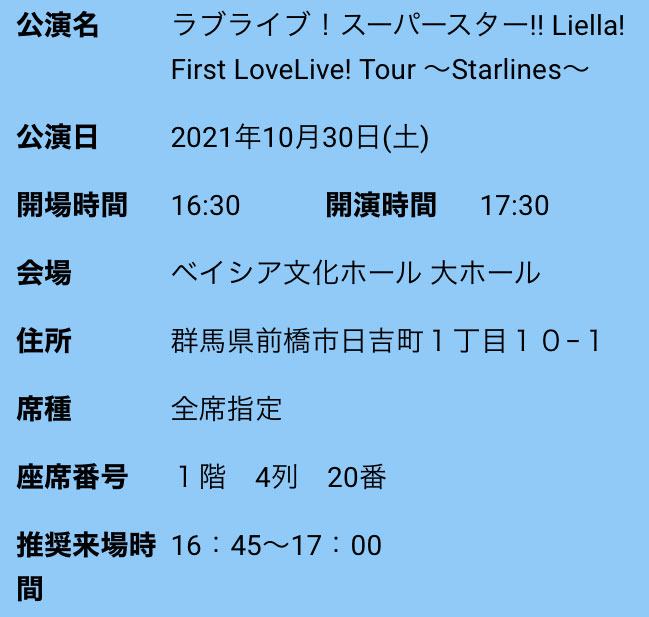 公演名 ラブライブ！スーパースター!! Liella!
First LoveLive! Tour ～Starlines～
公演日 2021年10月30日(土)
開場時間 16:30 開演時間 17:30
会場 ベイシア文化ホール 大ホール
住所 群馬県前橋市日吉町１丁目１０−１
席種 全席指定
座席番号 １階　4列　20番
推奨来場時 16：45～17：00
間